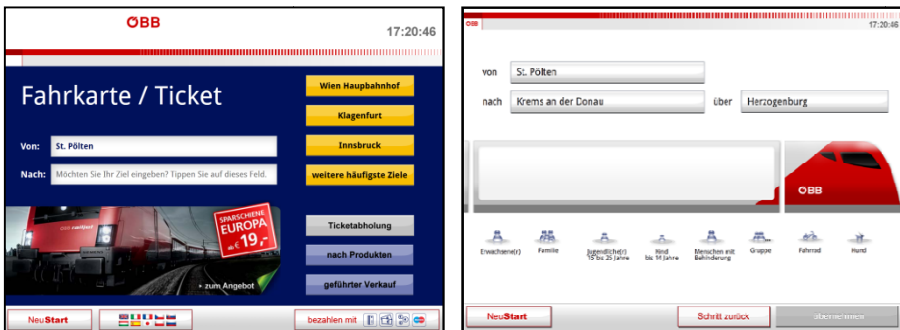 ÖBB
17:20:46
Fahrkarte / Ticket
Von: St. Pölten
Nach: Möchten Sie Ihr Ziel eingeben? Tippen Sie auf dieses Feld.
Wien Haupbahnhof
Klagenfurt
Innsbruck
weitere häufigste Ziele
SPARSCHIENE
EUROPA
ab € 19,-
zum Angebot
Ticketabholung
nach Produkten
geführter Verkauf
NeuStart
bezahlen mit
ÖBB
17:20:46
von St. Pölten
nach Krems an der Donau über Herzogenburg
ÖBB
Erwachsene(r)
Familie
Jugendliche(r)
15 bis 25 Jahre
Kind
bis 14 Jahre
Menschen mit
Behinderung
Gruppe
Fahrrad
Hund
NeuStart
Schritt zurück
übernehmen